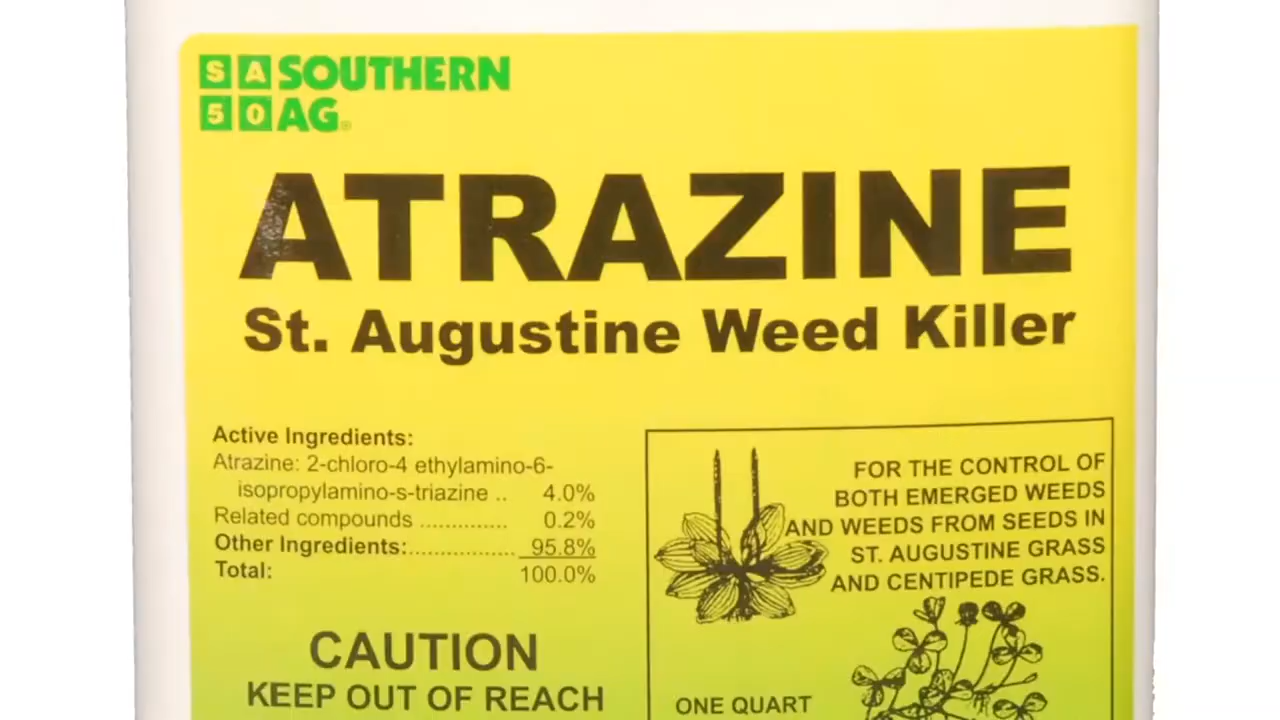 SA SOUTHERN
50 AG®
ATRAZINE
St. Augustine Weed Killer
Active Ingredients:
Atrazine: 2-chloro-4 ethylamino-6-
isopropylamino-s-triazine .. 4.0%
Related compounds .............. 0.2%
Other Ingredients:................. 95.8%
Total: 100.0%
CAUTION
KEEP OUT OF REACH
FOR THE CONTROL OF
BOTH EMERGED WEEDS
AND WEEDS FROM SEEDS IN
ST. AUGUSTINE GRASS
AND CENTIPEDE GRASS.
ONE QUART